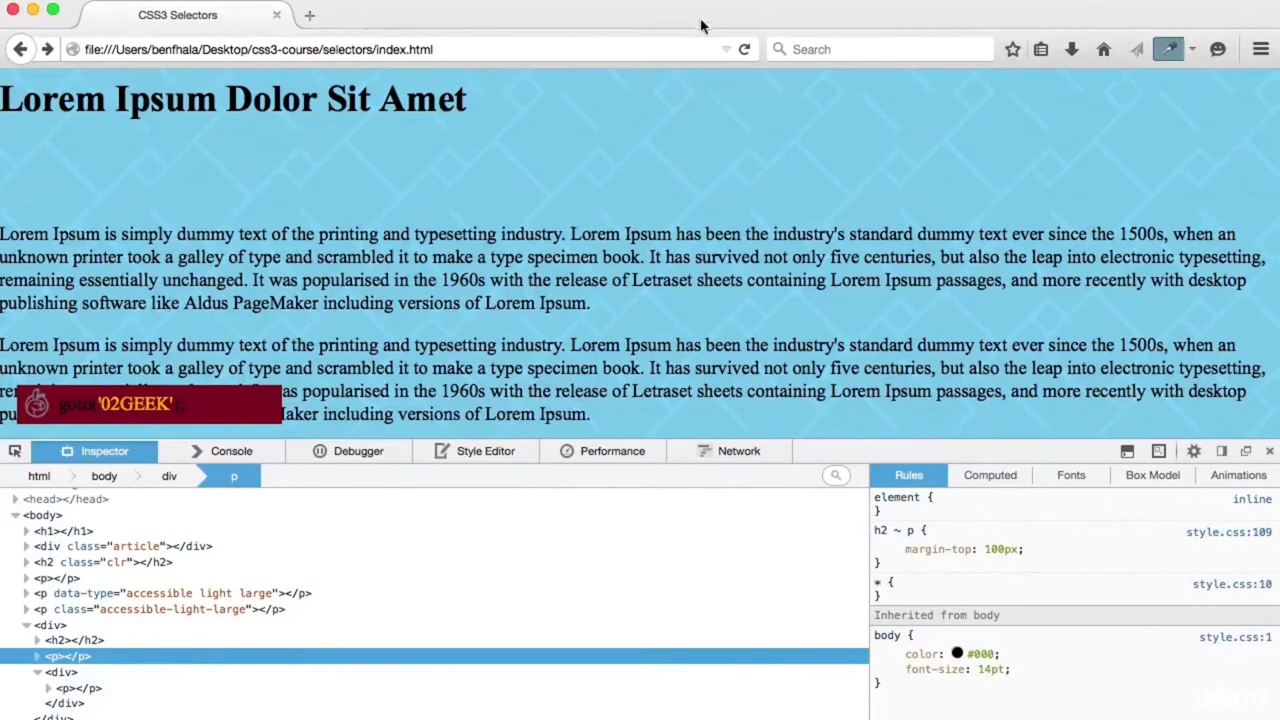 CSS3 Selectors
file:///Users/benfhala/Desktop/css3-course/selectors/index.html
Search
Lorem Ipsum Dolor Sit Amet
Lorem Ipsum is simply dummy text of the printing and typesetting industry. Lorem Ipsum has been the industry's standard dummy text ever since the 1500s, when an
unknown printer took a galley of type and scrambled it to make a type specimen book. It has survived not only five centuries, but also the leap into electronic typesetting,
remaining essentially unchanged. It was popularised in the 1960s with the release of Letraset sheets containing Lorem Ipsum passages, and more recently with desktop
publishing software like Aldus PageMaker including versions of Lorem Ipsum.
Lorem Ipsum is simply dummy text of the printing and typesetting industry. Lorem Ipsum has been the industry's standard dummy text ever since the 1500s, when an
unknown printer took a galley of type and scrambled it to make a type specimen book. It has survived not only five centuries, but also the leap into electronic typesetting,
was popularised in the 1960s with the release of Letraset sheets containing Lorem Ipsum passages, and more recently with desktop
goto('02GEEK');
Maker including versions of Lorem Ipsum.
Inspector Console Debugger Style Editor Performance Network
html body div p
Rules Computed Fonts Box Model Animations
<head></head>
<body>
<h1></h1>
<div class="article"></div>
<h2 class="clr"></h2>
<p></p>
<p data-type="accessible light large"></p>
<p class="accessible-light-large"></p>
<div>
<h2></h2>
<p></p>
<div>
<p></p>
</div>
</div>
element { inline
}
h2 ~ p { style.css:109
margin-top: 100px;
}
* { style.css:10
}
Inherited from body
body { style.css:1
color: #000;
font-size: 14pt;
}
udemy